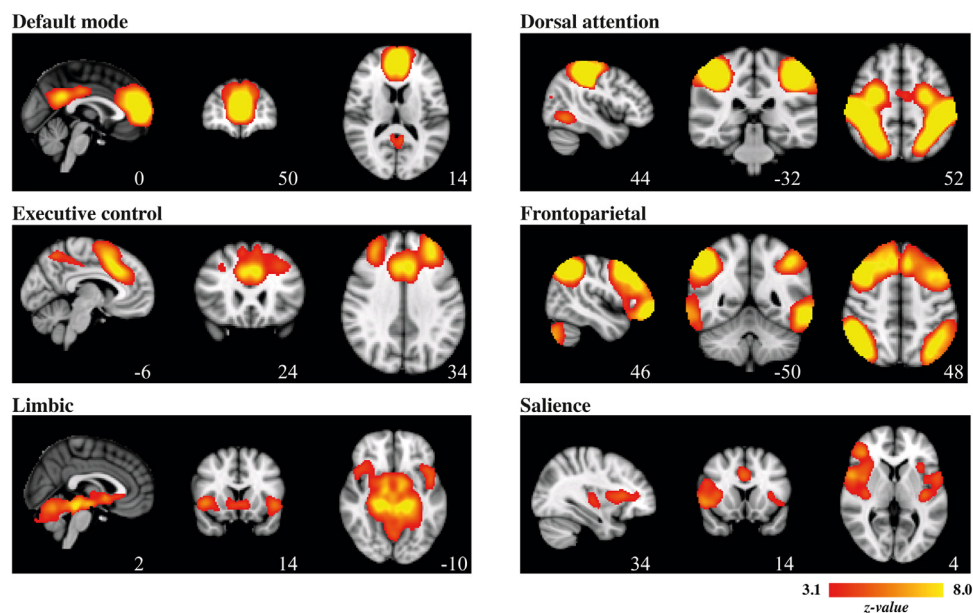 Default mode
0 50 14
Dorsal attention
44 -32 52
Executive control
-6 24 34
Frontoparietal
46 -50 48
Limbic
2 14 -10
Salience
34 14 4
3.1 8.0
z-value